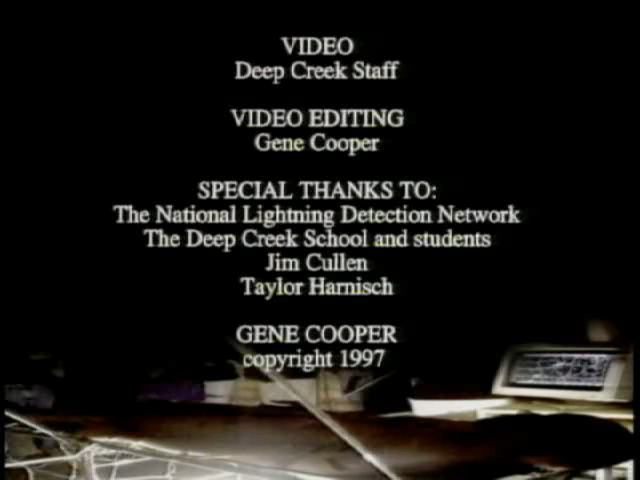 VIDEO
Deep Creek Staff
VIDEO EDITING
Gene Cooper
SPECIAL THANKS TO:
The National Lightning Detection Network
The Deep Creek School and students
Jim Cullen
Taylor Harnisch
GENE COOPER
copyright 1997